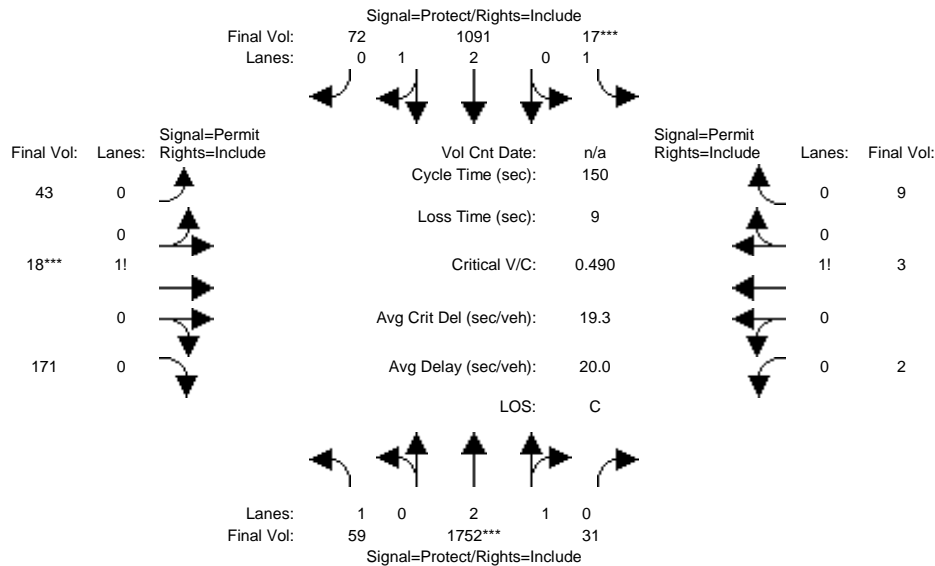 Signal=Protect/Rights=Include
Final Vol: 72 1091 17***
Lanes: 0 1 2 0 1
Signal=Permit Signal=Permit
Final Vol: Lanes: Rights=Include Vol Cnt Date: n/a Rights=Include Lanes: Final Vol:
Cycle Time (sec): 150
43 0 0 9
Loss Time (sec): 9
0 0
18*** 1! Critical V/C: 0.490 1! 3
0 Avg Crit Del (sec/veh): 19.3 0
171 0 Avg Delay (sec/veh): 20.0 0 2
LOS: C
Lanes: 1 0 2 1 0
Final Vol: 59 1752*** 31
Signal=Protect/Rights=Include